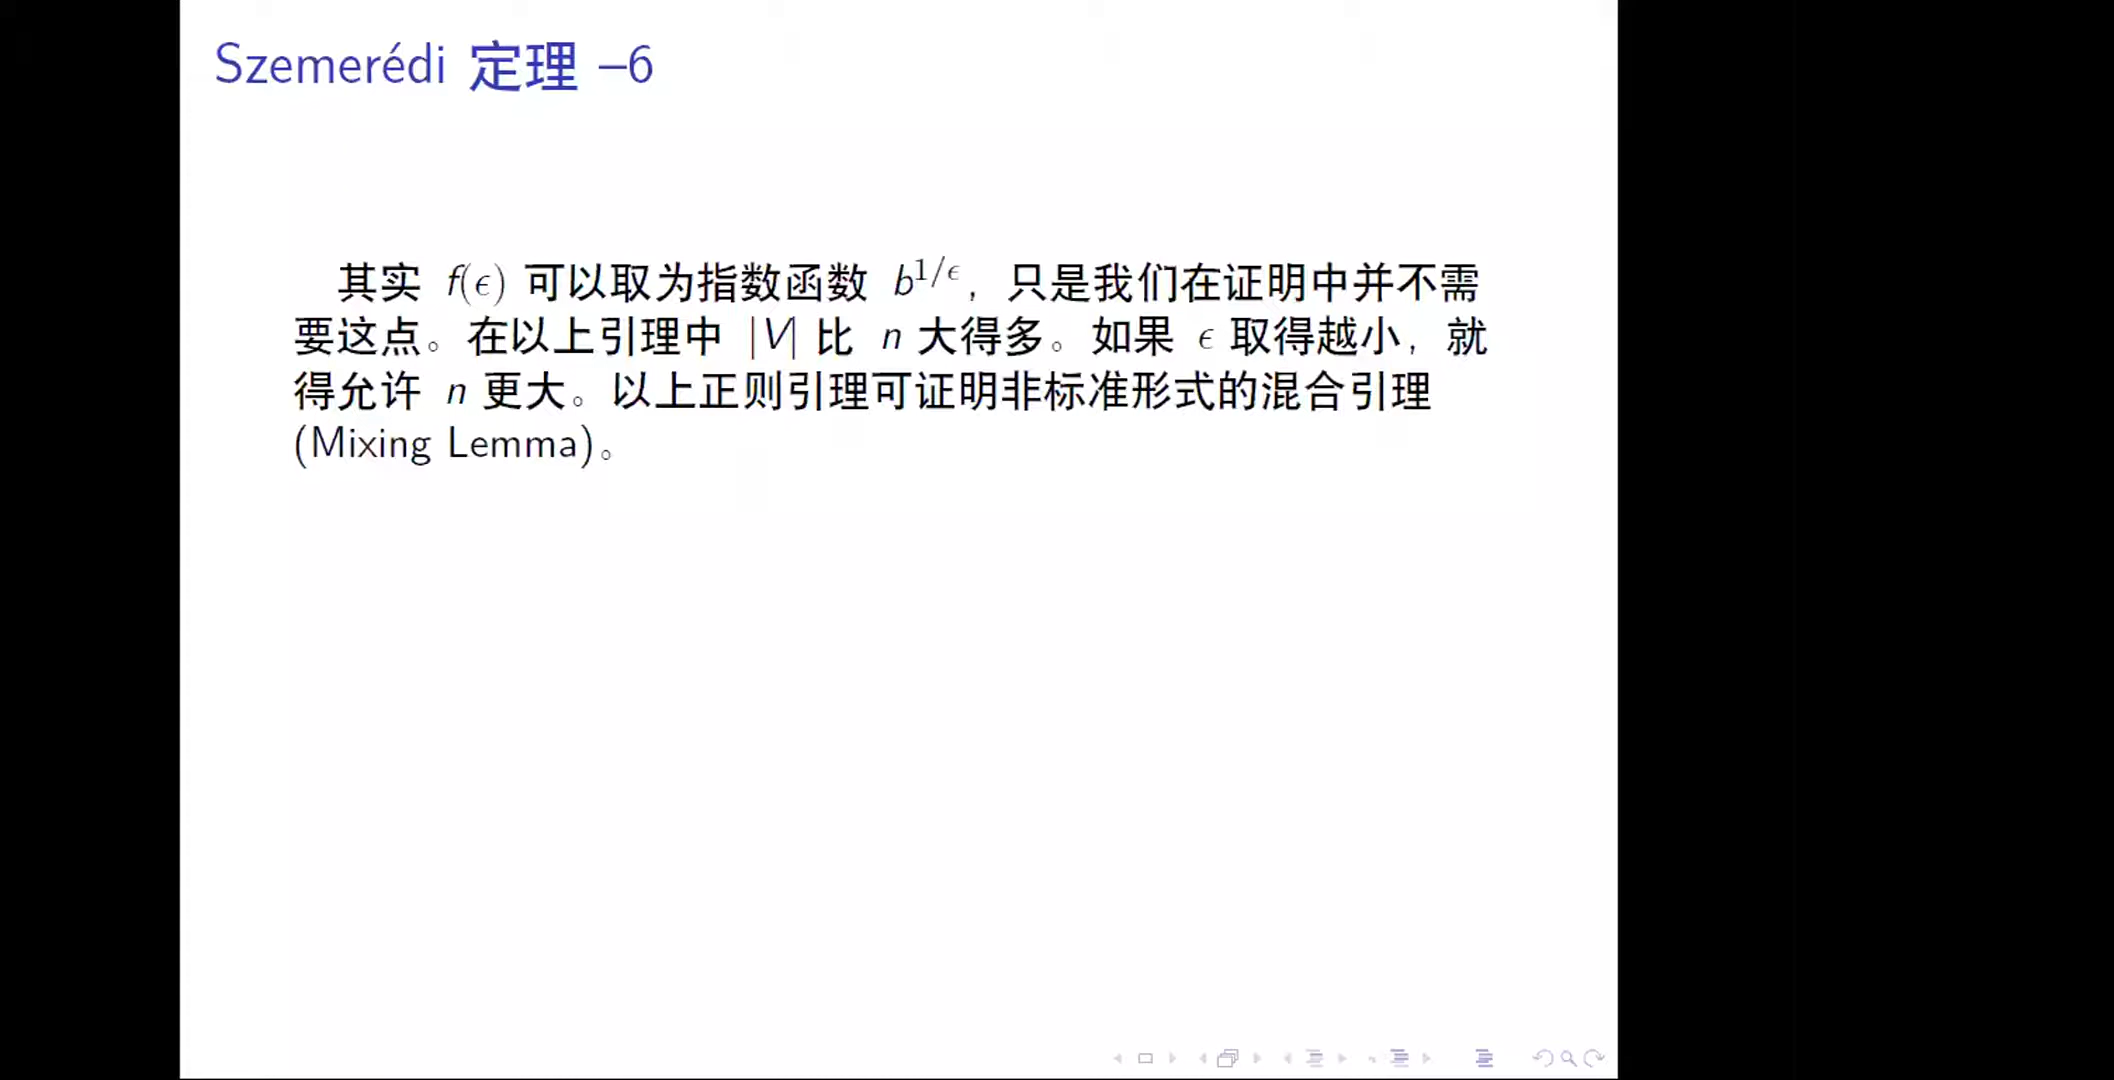 Szemerédi 定理 –6
其实 f(ϵ) 可以取为指数函数 b^{1/ϵ}，只是我们在证明中并不需
要这点。在以上引理中 |V| 比 n 大得多。如果 ϵ 取得越小，就
得允许 n 更大。以上正则引理可证明非标准形式的混合引理
(Mixing Lemma)。